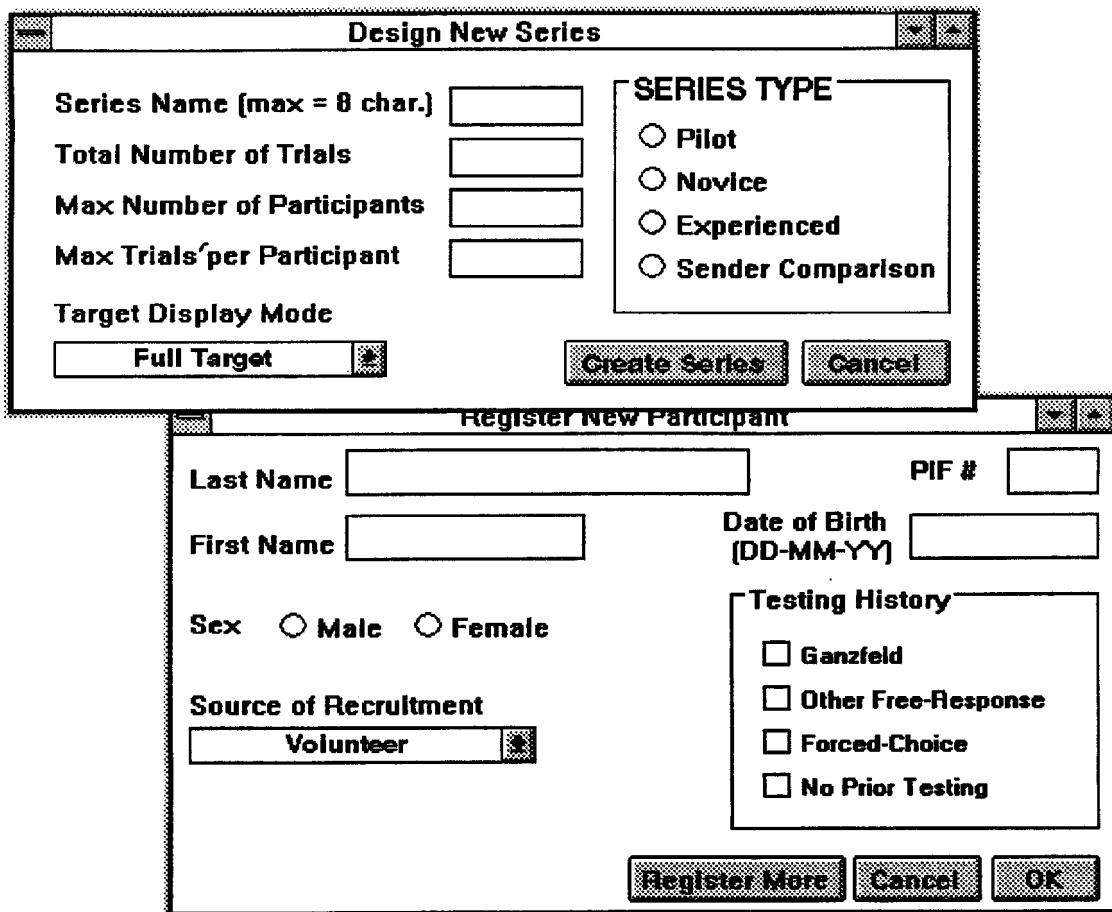 Design New Series
Series Name (max = 8 char.)
Total Number of Trials
Max Number of Participants
Max Trials per Participant
Target Display Mode
Full Target
SERIES TYPE
Pilot
Novice
Experienced
Sender Comparison
Create Series
Cancel
Register New Participant
Last Name
PIF #
First Name
Date of Birth
(DD-MM-YY)
Sex
Male
Female
Testing History
Ganzfeld
Other Free-Response
Forced-Choice
No Prior Testing
Source of Recruitment
Volunteer
Register More
Cancel
OK